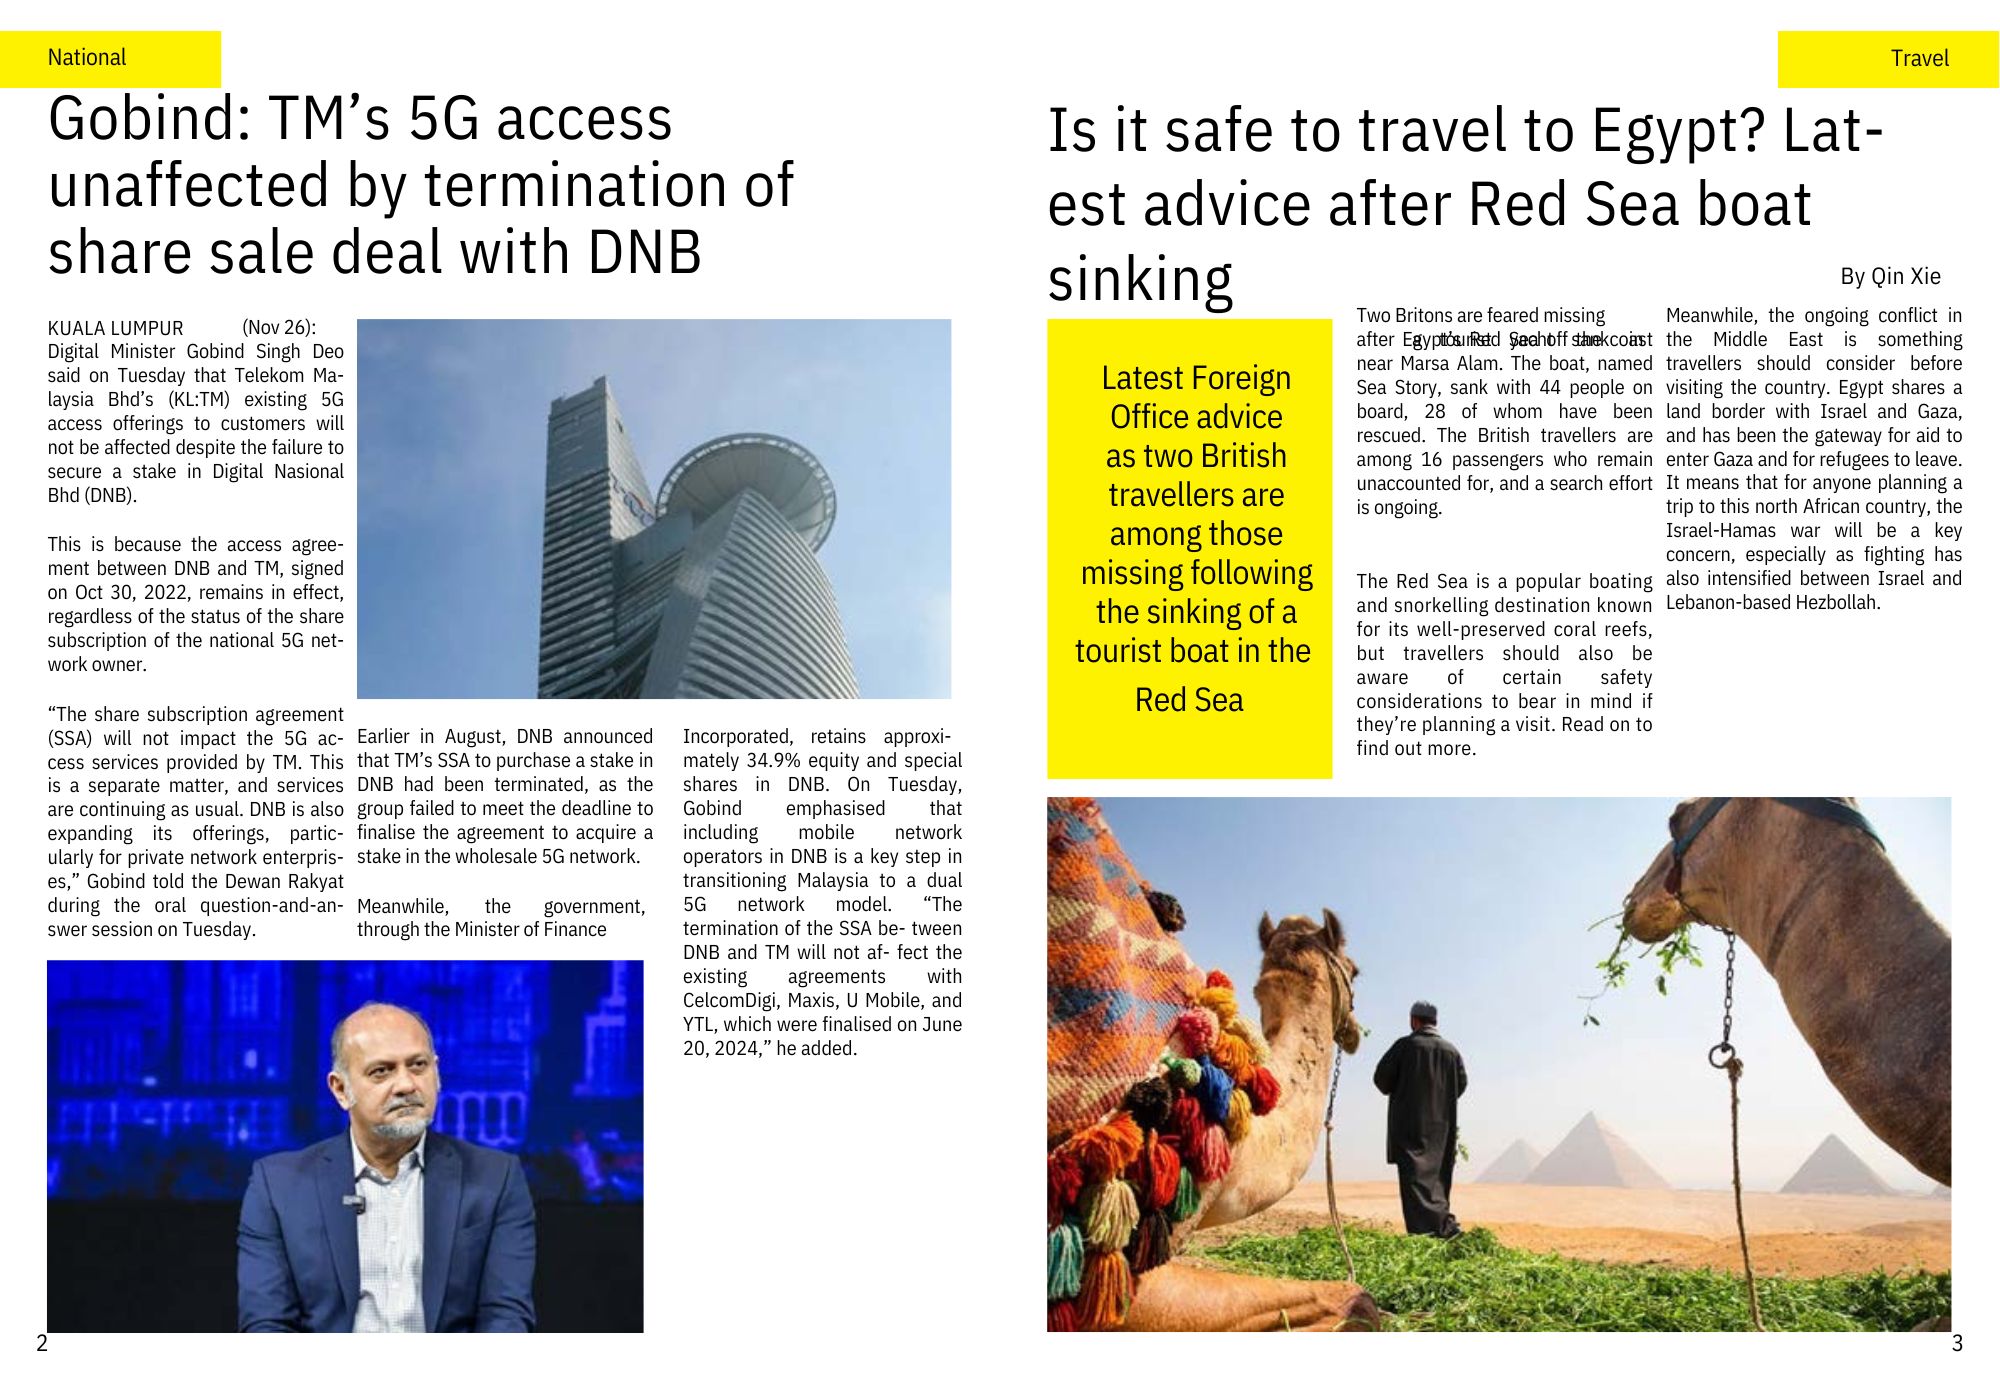 National
Gobind: TM’s 5G access
unaffected by termination of
share sale deal with DNB
KUALA LUMPUR (Nov 26):
Digital Minister Gobind Singh Deo
said on Tuesday that Telekom Ma-
laysia Bhd’s (KL:TM) existing 5G
access offerings to customers will
not be affected despite the failure to
secure a stake in Digital Nasional
Bhd (DNB).
This is because the access agree-
ment between DNB and TM, signed
on Oct 30, 2022, remains in effect,
regardless of the status of the share
subscription of the national 5G net-
work owner.
“The share subscription agreement
(SSA) will not impact the 5G ac-
cess services provided by TM. This
is a separate matter, and services
are continuing as usual. DNB is also
expanding its offerings, partic-
ularly for private network enterpris-
es,” Gobind told the Dewan Rakyat
during the oral question-and-an-
swer session on Tuesday.
Earlier in August, DNB announced
that TM’s SSA to purchase a stake in
DNB had been terminated, as the
group failed to meet the deadline to
finalise the agreement to acquire a
stake in the wholesale 5G network.
Meanwhile, the government,
through the Minister of Finance
Incorporated, retains approxi-
mately 34.9% equity and special
shares in DNB. On Tuesday,
Gobind emphasised that
including mobile network
operators in DNB is a key step in
transitioning Malaysia to a dual
5G network model. “The
termination of the SSA be- tween
DNB and TM will not af- fect the
existing agreements with
CelcomDigi, Maxis, U Mobile, and
YTL, which were finalised on June
20, 2024,” he added.
2
Travel
Is it safe to travel to Egypt? Lat-
est advice after Red Sea boat
sinking
By Qin Xie
Latest Foreign
Office advice
as two British
travellers are
among those
missing following
the sinking of a
tourist boat in the
Red Sea
Two Britons are feared missing
after a tourist yacht sank in
Egypt’s Red Sea off the coast
near Marsa Alam. The boat, named
Sea Story, sank with 44 people on
board, 28 of whom have been
rescued. The British travellers are
among 16 passengers who remain
unaccounted for, and a search effort
is ongoing.
The Red Sea is a popular boating
and snorkelling destination known
for its well-preserved coral reefs,
but travellers should also be
aware of certain safety
considerations to bear in mind if
they’re planning a visit. Read on to
find out more.
Meanwhile, the ongoing conflict in
the Middle East is something
travellers should consider before
visiting the country. Egypt shares a
land border with Israel and Gaza,
and has been the gateway for aid to
enter Gaza and for refugees to leave.
It means that for anyone planning a
trip to this north African country, the
Israel-Hamas war will be a key
concern, especially as fighting has
also intensified between Israel and
Lebanon-based Hezbollah.
3